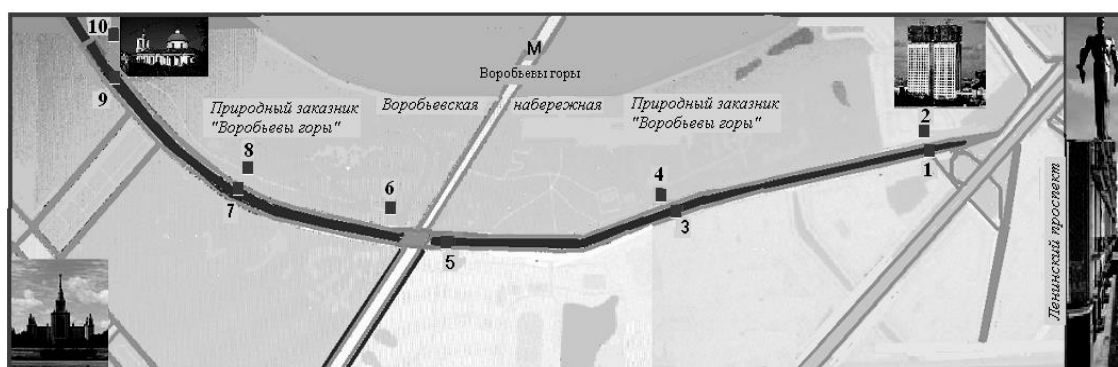 10
М
Воробьевы горы
9
Природный заказник
"Воробьевы горы"
Воробьевская набережная
Природный заказник
"Воробьевы горы"
2
8
1
4
6
7
3
5
Ленинский проспект